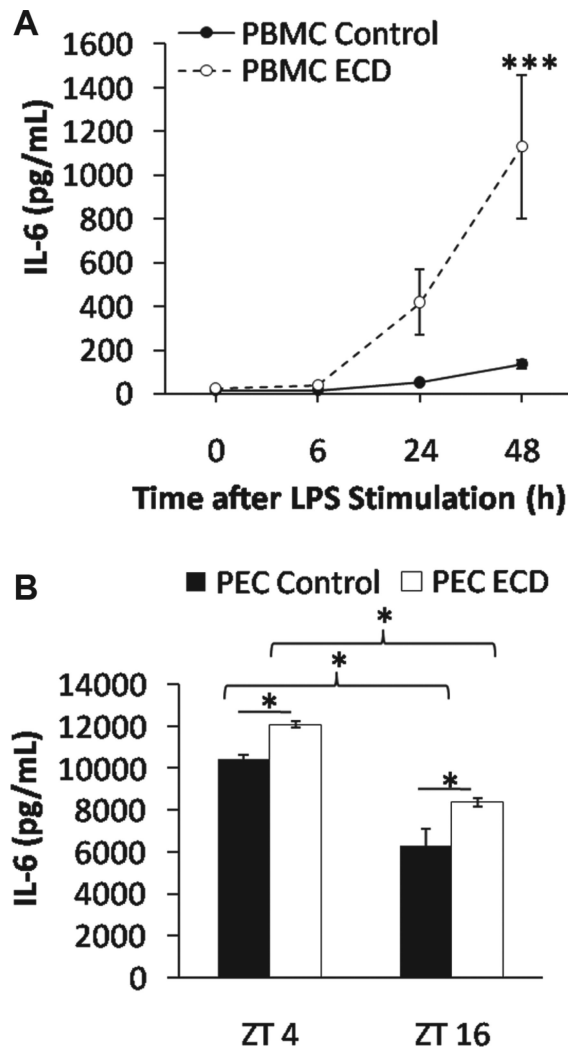 A
PBMC Control
PBMC ECD
***
1600
1400
1200
1000
800
600
400
200
0
IL-6 (pg/mL)
0 6 24 48
Time after LPS Stimulation (h)
B
PEC Control PEC ECD
*
*
*
*
14000
12000
10000
8000
6000
4000
2000
0
IL-6 (pg/mL)
ZT 4 ZT 16